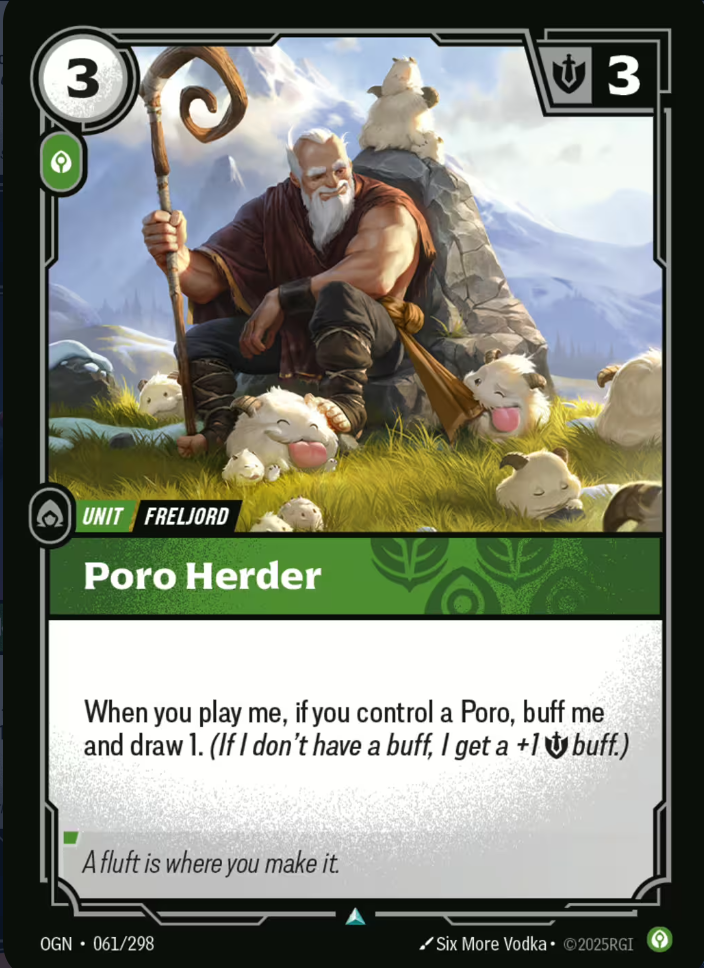 3
3
UNIT FRELJORD
Poro Herder
When you play me, if you control a Poro, buff me
and draw 1. (If I don't have a buff, I get a +1 buff.)
A fluft is where you make it.
OGN • 061/298 Six More Vodka • ©2025RGI